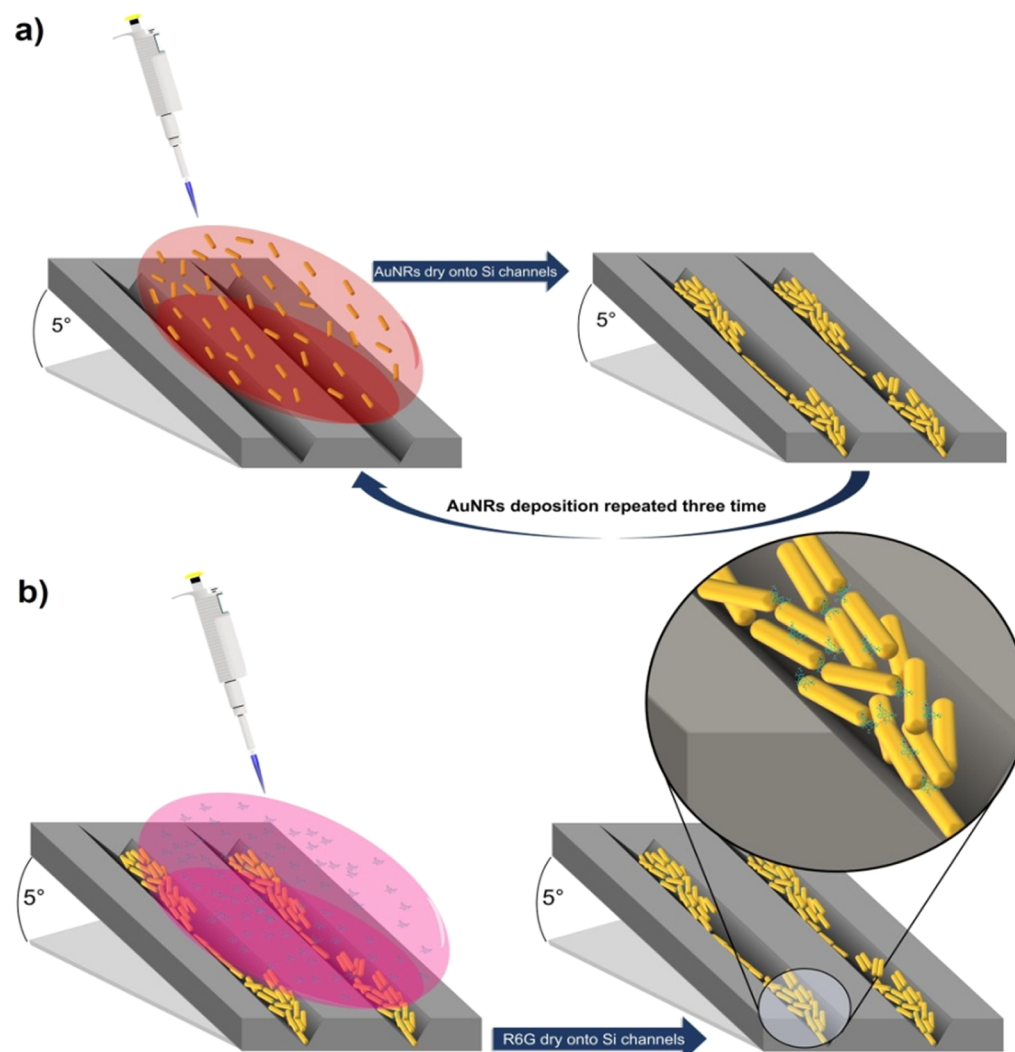 a)
AuNRs dry onto Si channels
5°
5°
AuNRs deposition repeated three time
b)
5°
5°
R6G dry onto Si channels